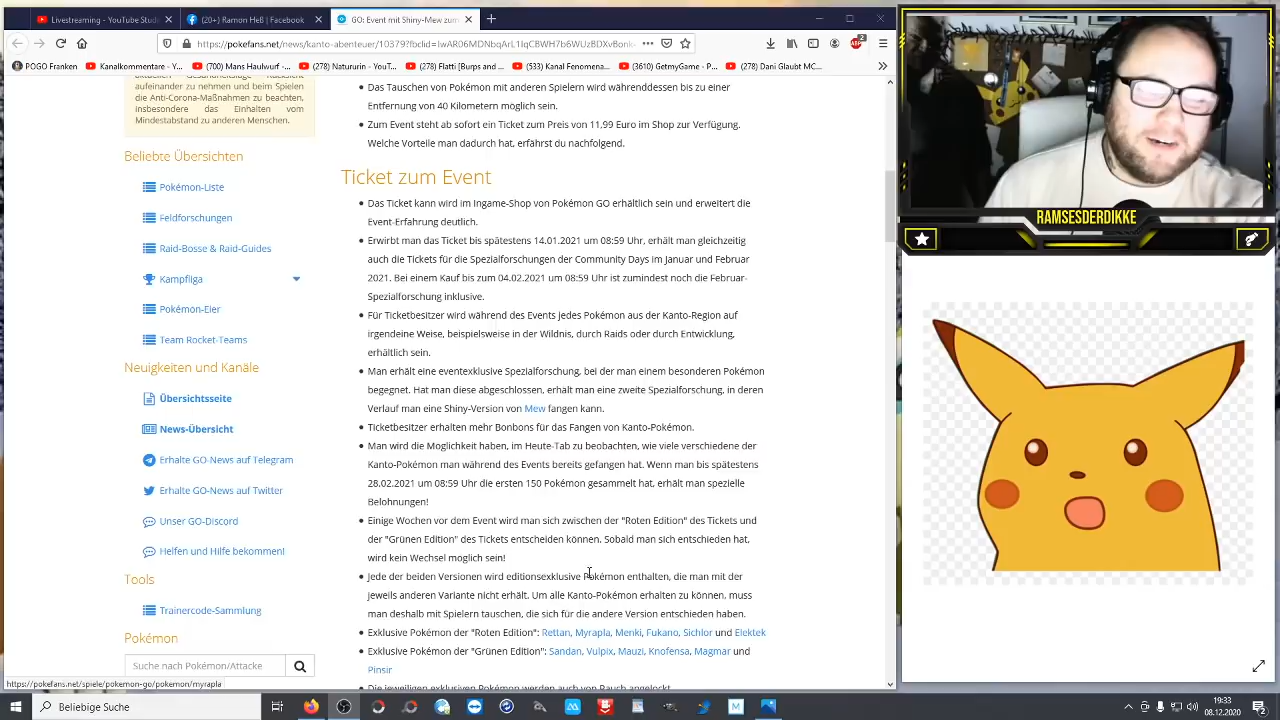 Livestreaming - YouTube Studio
(20+) Ramon Heß | Facebook
GO: Event mit Shiny-Mew zum
https://pokefans.net/news/kanto-abenteuer/
POGO Franken
Kanalkommentare - Y...
(700) Mans Haulwurf - ...
(278) Natururin - YouT...
(278) Flatti [Burps and ...
(533) Kanal Fenomena...
(3610) GetmyGame - P...
(278) Dani Glaubt MC...
aktuellen Gesundheitslage Rücksicht
aufeinander zu nehmen und beim Spielen
die Anti-Corona-Maßnahmen zu beachten,
insbesondere das Einhalten vom
Mindestabstand zu anderen Menschen.
Beliebte Übersichten
Pokémon-Liste
Feldforschungen
Raid-Bosse & Raid-Guides
Kampfliga
Pokémon-Eier
Team Rocket-Teams
Neuigkeiten und Kanäle
Übersichtsseite
News-Übersicht
Erhalte GO-News auf Telegram
Erhalte GO-News auf Twitter
Unser GO-Discord
Helfen und Hilfe bekommen!
Tools
Trainercode-Sammlung
Pokémon
Suche nach Pokémon/Attacke
Das Tauschen von Pokémon mit anderen Spielern wird währenddessen bis zu einer
Entfernung von 40 Kilometern möglich sein.
Zum Event steht ab sofort ein Ticket zum Preis von 11,99 Euro im Shop zur Verfügung.
Welche Vorteile man dadurch hat, erfährst du nachfolgend.
Ticket zum Event
Das Ticket kann wird im Ingame-Shop von Pokémon GO erhältlich sein und erweitert die
Spielerfahrung deutlich.
Erwirbt man das Ticket bis spätestens 14.01.2021 um 08:59 Uhr, erhält man gleichzeitig
auch die Tickets für die Spezialforschungen der Community Days im Januar und Februar
2021. Bei einem Kauf bis zum 04.02.2021 um 08:59 Uhr ist zumindest noch die Februar-
Spezialforschung inklusive.
Für Ticketbesitzer wird während des Events jedes Pokémon aus der Kanto-Region auf
irgendeine Weise, beispielsweise in der Wildnis, durch Raids oder durch Entwicklung,
erhältlich sein.
Man erhält eine eventexklusive Spezialforschung, bei der man einem besonderen Pokémon
begegnet. Hat man diese abgeschlossen, erhält man eine zweite Spezialforschung, in deren
Verlauf man eine Shiny-Version von Mew fangen kann.
Ticketbesitzer erhalten mehr Bonbons für das Fangen von Kanto-Pokémon.
Man wird die Möglichkeit haben, im Heute-Tab zu beobachten, wie viele verschiedene der
Kanto-Pokémon man während des Events bereits gefangen hat. Wenn man bis spätestens
28.02.2021 um 08:59 Uhr die ersten 150 Pokémon gesammelt hat, erhält man spezielle
Belohnungen!
Einige Wochen vor dem Event wird man sich zwischen der "Roten Edition" des Tickets und
der "Grünen Edition" des Tickets entscheiden können. Sobald man sich entschieden hat,
wird kein Wechsel möglich sein!
Jede der beiden Versionen wird editionsexklusive Pokémon enthalten, die man mit der
jeweils anderen Variante nicht erhält. Um alle Kanto-Pokémon erhalten zu können, muss
man deshalb mit Spielern tauschen, die sich für die andere Version entschieden haben.
Exklusive Pokémon der "Roten Edition": Rettan, Myrapla, Menki, Fukano, Sichlor und Elektek
Exklusive Pokémon der "Grünen Edition": Sandan, Vulpix, Mauzi, Knofensa, Magmar und
Pinsir
Die jeweiligen exklusiven Pokémon werden auch von Rauch angelockt.
https://pokefans.net/spiele/pokemon-go/pokemon/myrapla
RAMSESDERDIKKE
Beliebige Suche
19:33
08.12.2020